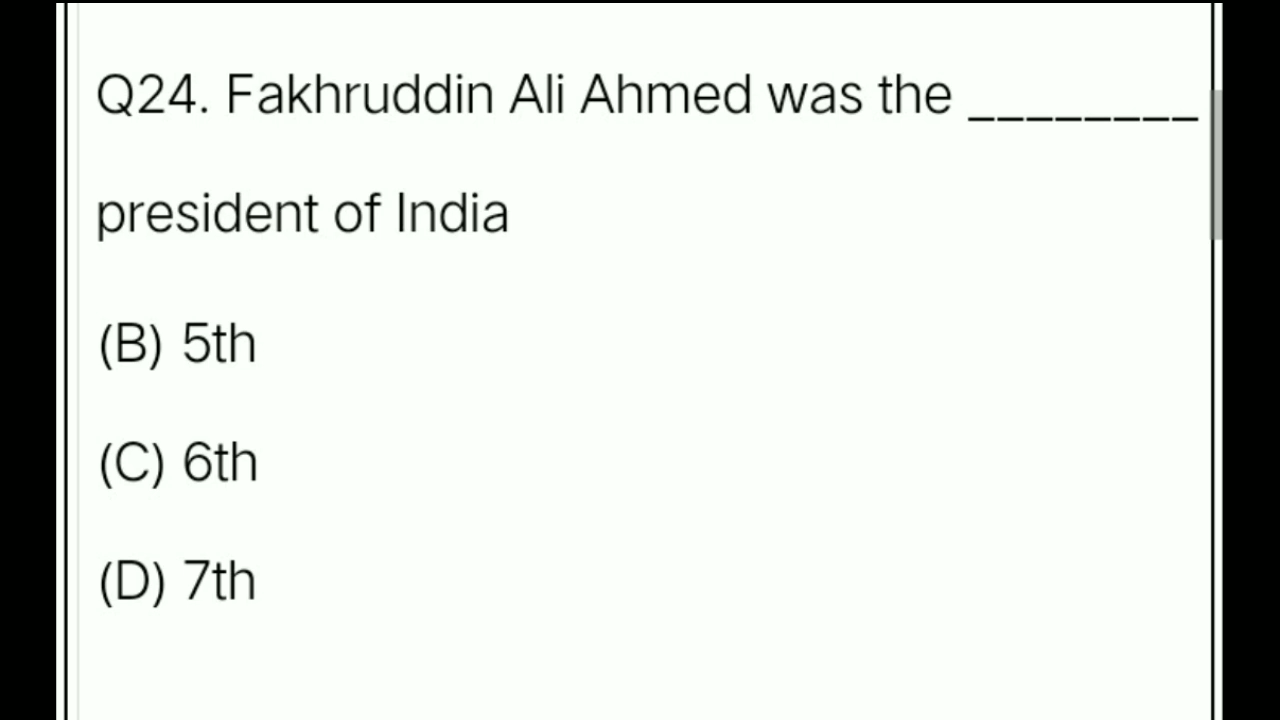 Q24. Fakhruddin Ali Ahmed was the ________
president of India
(B) 5th
(C) 6th
(D) 7th